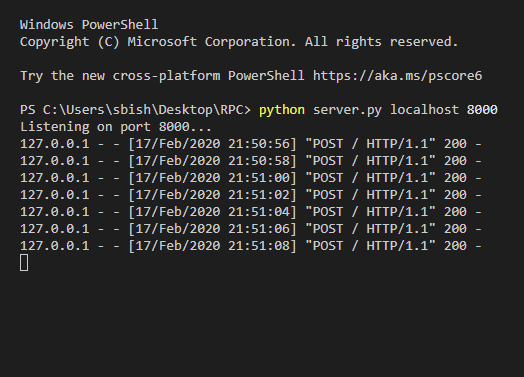 Windows PowerShell
Copyright (C) Microsoft Corporation. All rights reserved.
Try the new cross-platform PowerShell https://aka.ms/pscore6
PS C:\Users\sbish\Desktop\RPC> python server.py localhost 8000
Listening on port 8000...
127.0.0.1 - - [17/Feb/2020 21:50:56] "POST / HTTP/1.1" 200 -
127.0.0.1 - - [17/Feb/2020 21:50:58] "POST / HTTP/1.1" 200 -
127.0.0.1 - - [17/Feb/2020 21:51:00] "POST / HTTP/1.1" 200 -
127.0.0.1 - - [17/Feb/2020 21:51:02] "POST / HTTP/1.1" 200 -
127.0.0.1 - - [17/Feb/2020 21:51:04] "POST / HTTP/1.1" 200 -
127.0.0.1 - - [17/Feb/2020 21:51:06] "POST / HTTP/1.1" 200 -
127.0.0.1 - - [17/Feb/2020 21:51:08] "POST / HTTP/1.1" 200 -